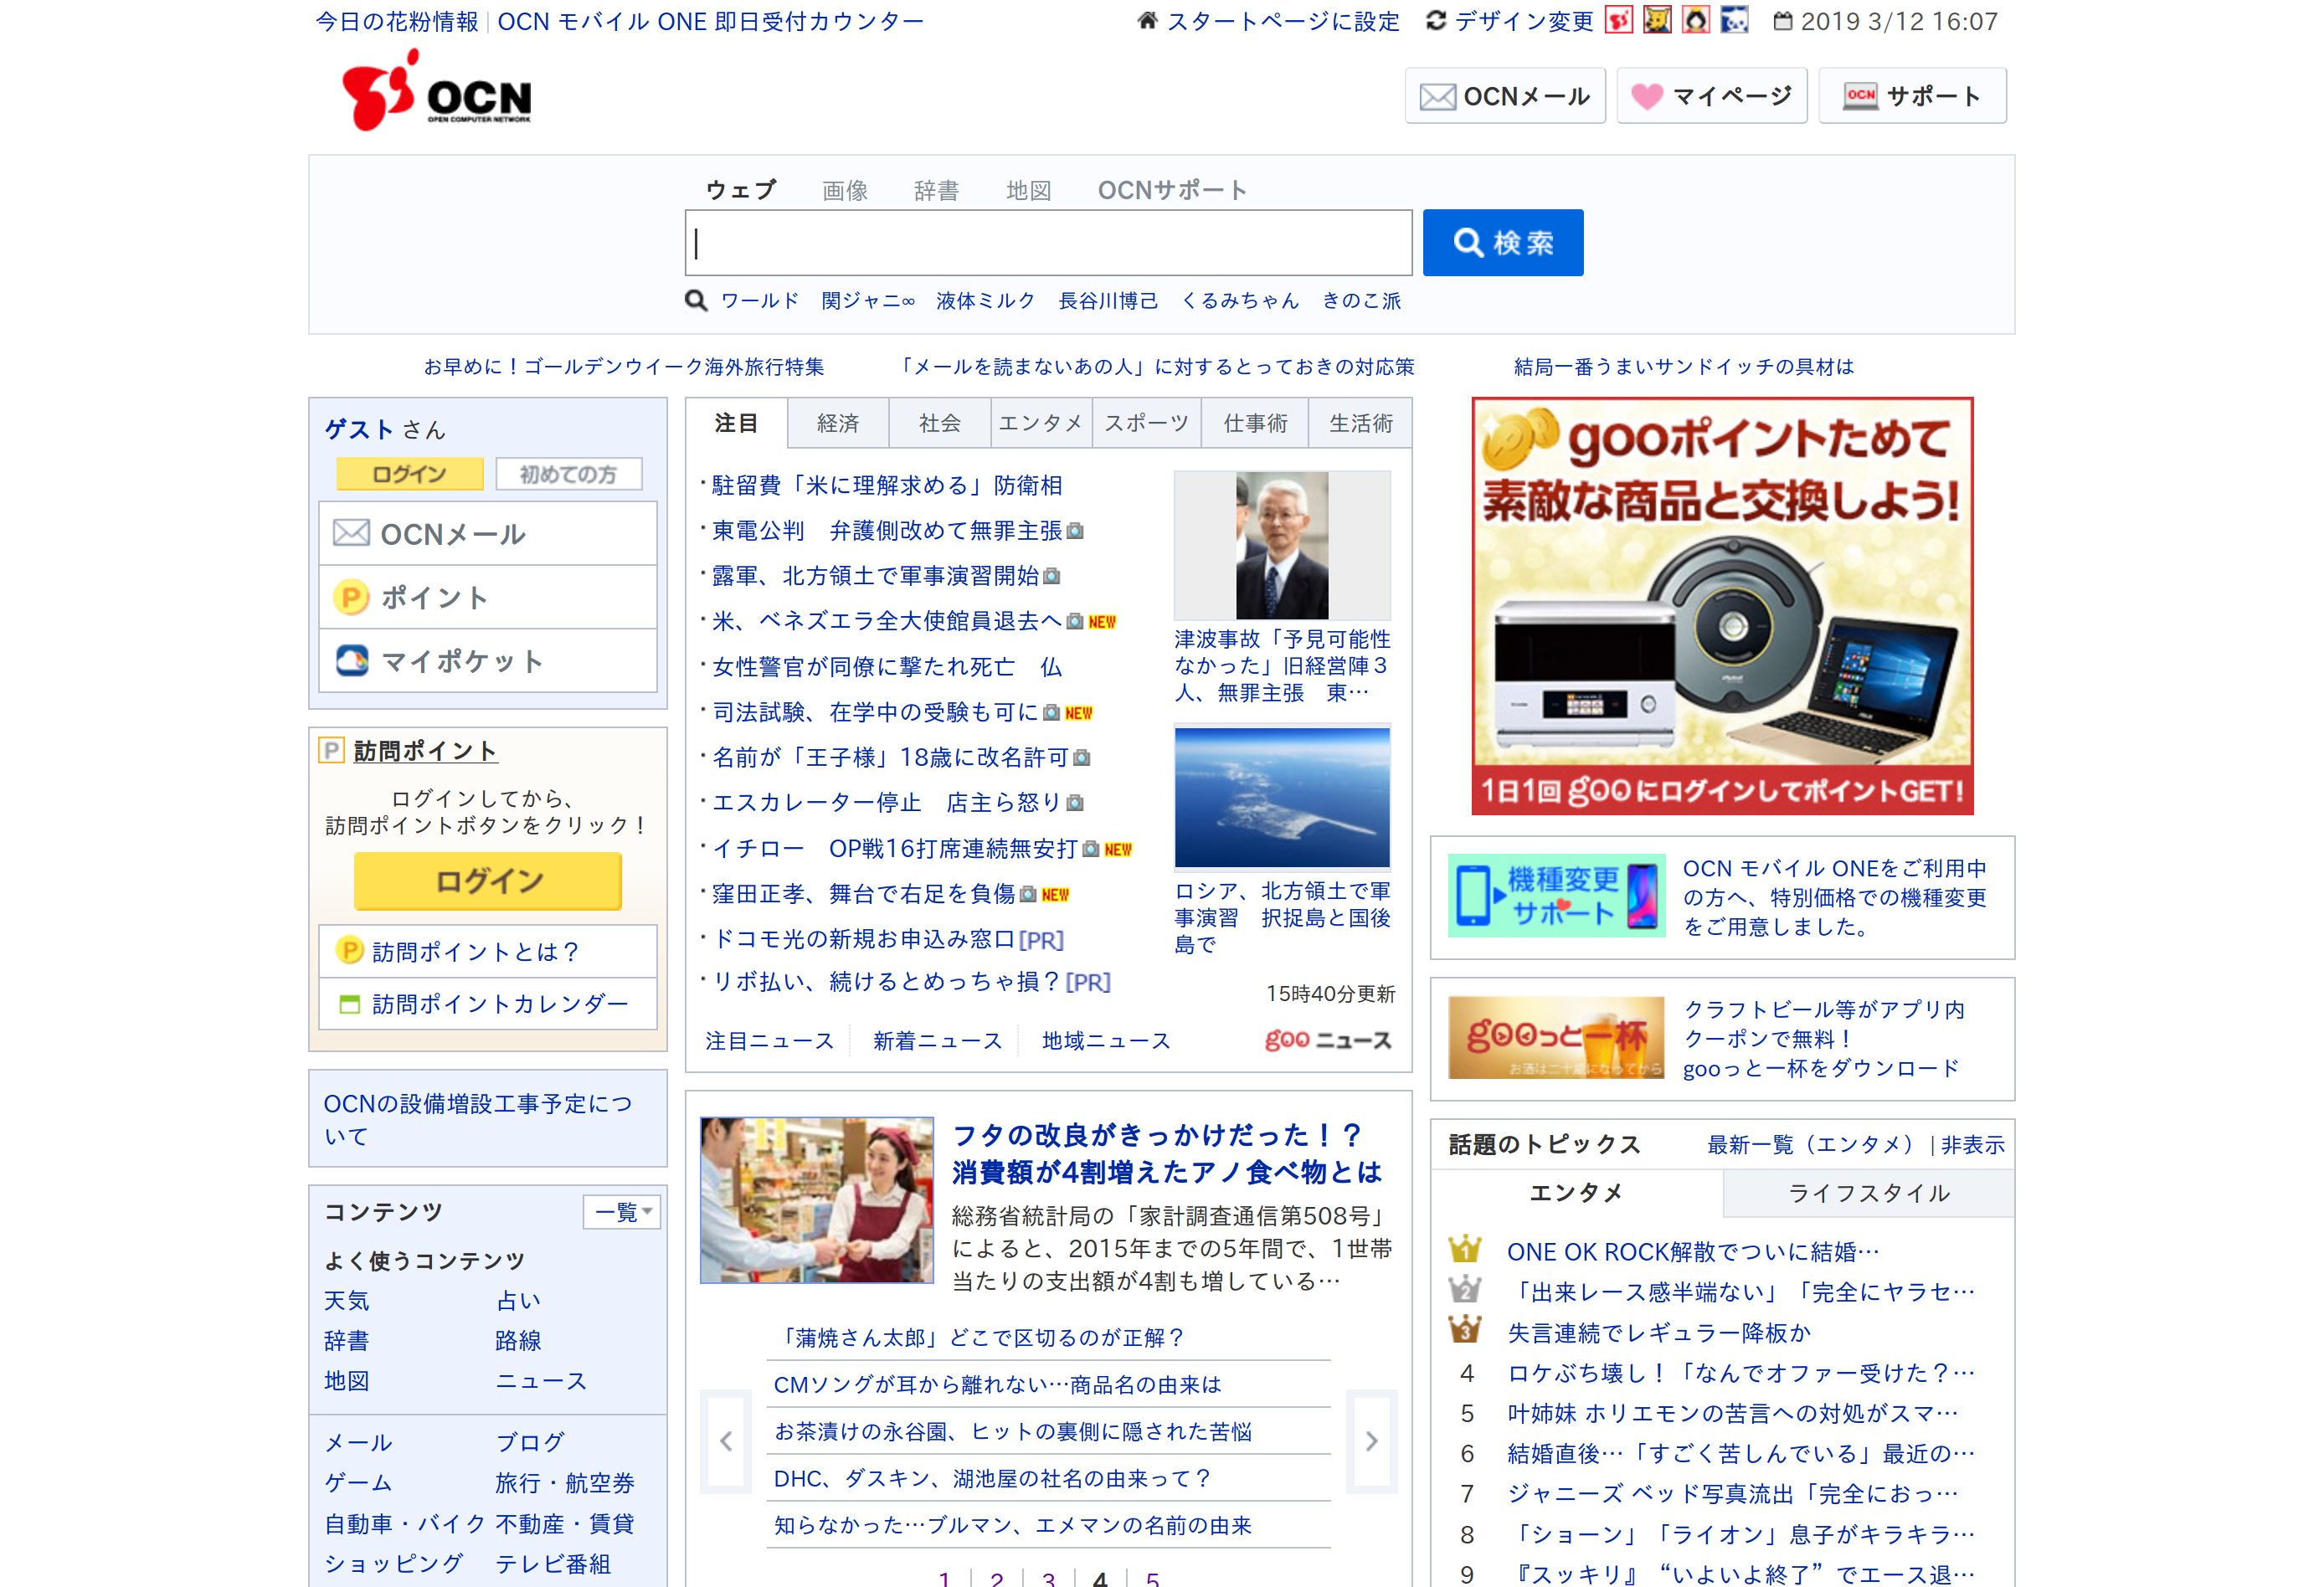 今日の花粉情報 | OCN モバイル ONE 即日受付カウンター
スタートページに設定 デザイン変更 2019 3/12 16:07
OCN
OPEN COMPUTER NETWORK
OCNメール マイページ OCN サポート
ウェブ 画像 辞書 地図 OCNサポート
検索
ワールド 関ジャニ∞ 液体ミルク 長谷川博己 くるみちゃん きのこ派
お早めに！ゴールデンウイーク海外旅行特集 「メールを読まないあの人」に対するとっておきの対応策 結局一番うまいサンドイッチの具材は
ゲスト さん
ログイン 初めての方
OCNメール
P ポイント
マイポケット
P 訪問ポイント
ログインしてから、
訪問ポイントボタンをクリック！
ログイン
P 訪問ポイントとは？
訪問ポイントカレンダー
OCNの設備増設工事予定につ
いて
コンテンツ 一覧
よく使うコンテンツ
天気 占い
辞書 路線
地図 ニュース
メール ブログ
ゲーム 旅行・航空券
自動車・バイク 不動産・賃貸
ショッピング テレビ番組
注目 経済 社会 エンタメ スポーツ 仕事術 生活術
・駐留費「米に理解求める」防衛相
・東電公判　弁護側改めて無罪主張
・露軍、北方領土で軍事演習開始
・米、ベネズエラ全大使館員退去へ NEW
・女性警官が同僚に撃たれ死亡　仏
・司法試験、在学中の受験も可に NEW
・名前が「王子様」18歳に改名許可
・エスカレーター停止　店主ら怒り
・イチロー　OP戦16打席連続無安打 NEW
・窪田正孝、舞台で右足を負傷 NEW
・ドコモ光の新規お申込み窓口[PR]
・リボ払い、続けるとめっちゃ損？[PR]
津波事故「予見可能性
なかった」旧経営陣３
人、無罪主張　東…
ロシア、北方領土で軍
事演習　択捉島と国後
島で
15時40分更新
注目ニュース 新着ニュース 地域ニュース goo ニュース
フタの改良がきっかけだった！？
消費額が4割増えたアノ食べ物とは
総務省統計局の「家計調査通信第508号」
によると、2015年までの5年間で、1世帯
当たりの支出額が4割も増している…
「蒲焼さん太郎」どこで区切るのが正解？
CMソングが耳から離れない…商品名の由来は
お茶漬けの永谷園、ヒットの裏側に隠された苦悩
DHC、ダスキン、湖池屋の社名の由来って？
知らなかった…ブルマン、エメマンの名前の由来
1 | 2 | 3 | 4 | 5
gooポイントためて
素敵な商品と交換しよう!
1日1回 goo にログインしてポイントGET!
機種変更
サポート
OCN モバイル ONEをご利用中
の方へ、特別価格での機種変更
をご用意しました。
gooっと一杯
お酒は二十歳になってから
クラフトビール等がアプリ内
クーポンで無料！
gooっと一杯をダウンロード
話題のトピックス 最新一覧（エンタメ） | 非表示
エンタメ ライフスタイル
1 ONE OK ROCK解散でついに結婚…
2 「出来レース感半端ない」「完全にヤラセ…
3 失言連続でレギュラー降板か
4 ロケぶち壊し！「なんでオファー受けた？…
5 叶姉妹 ホリエモンの苦言への対処がスマ…
6 結婚直後…「すごく苦しんでいる」最近の…
7 ジャニーズ ベッド写真流出「完全におっ…
8 「ショーン」「ライオン」息子がキラキラ…
9 『スッキリ』 “いよいよ終了” でエース退…